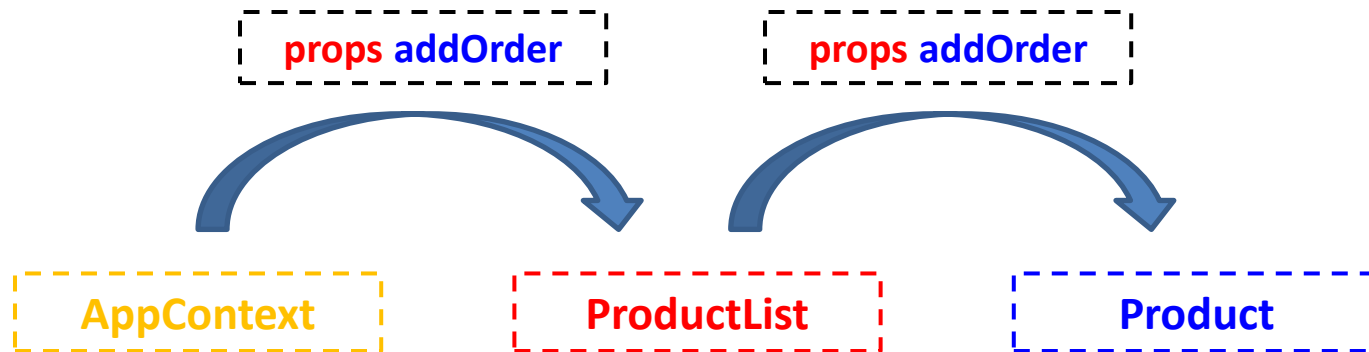 props addOrder
props addOrder
AppContext
ProductList
Product